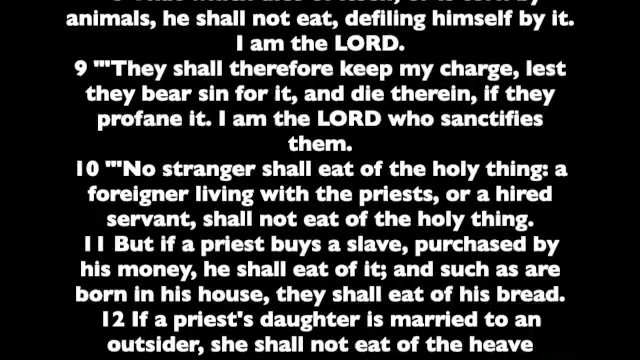 animals, he shall not eat, defiling himself by it.
I am the LORD.
9 "'"They shall therefore keep my charge, lest
they bear sin for it, and die therein, if they
profane it. I am the LORD who sanctifies
them.
10 "'"No stranger shall eat of the holy thing: a
foreigner living with the priests, or a hired
servant, shall not eat of the holy thing.
11 But if a priest buys a slave, purchased by
his money, he shall eat of it; and such as are
born in his house, they shall eat of his bread.
12 If a priest's daughter is married to an
outsider, she shall not eat of the heave